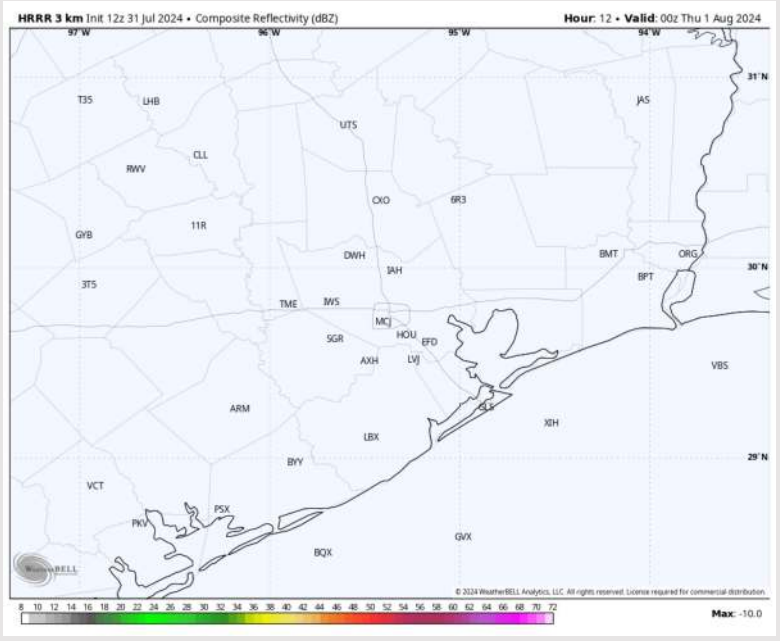 HRRR 3 km Init 12z 31 Jul 2024 • Composite Reflectivity (dBZ) Hour: 12 • Valid: 00z Thu 1 Aug 2024
97°W 96°W 95°W 94°W
31°N
T35 LHB JAS
UTS
CLL
RWV
CXO 6R3
11R
GYB
DWH BMT ORG
IAH 30°N
BPT
3T5
TME IWS
MCJ
HOU
SGR EFD
AXH LVJ VBS
ARM GLS
XIH
LBX
BYY 29°N
VCT
PSX
PKV
GVX
BQX
WeatherBELL
© 2024 WeatherBELL Analytics, LLC. All rights reserved. License required for commercial distribution.
8 10 12 14 16 18 20 22 24 26 28 30 32 34 36 38 40 42 44 46 48 50 52 54 56 58 60 62 64 66 68 70 72 Max: -10.0